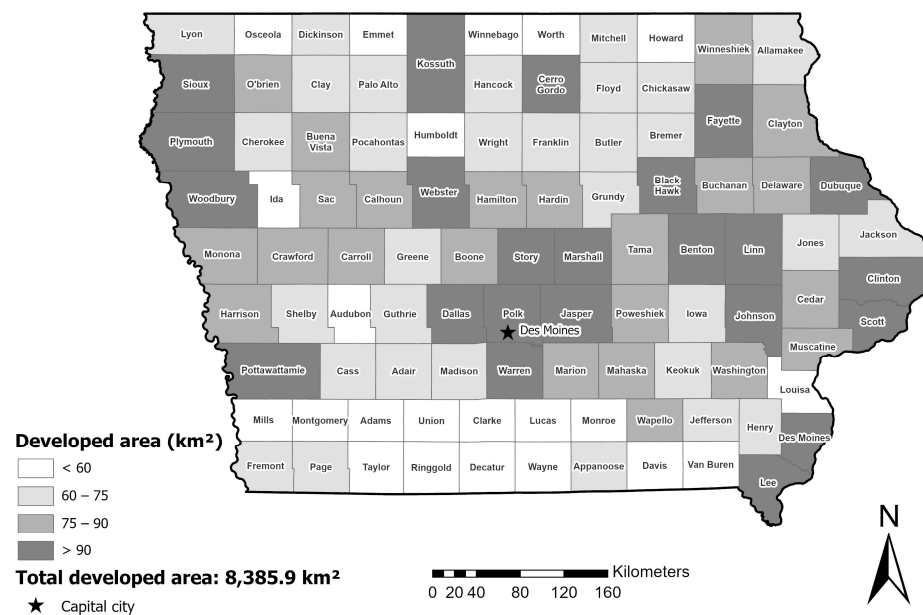 Lyon Osceola Dickinson Emmet Winnebago Worth Mitchell Howard Winneshiek Allamakee
Kossuth
Sioux O'brien Clay Palo Alto Hancock Cerro
Gordo Floyd Chickasaw
Fayette Clayton
Plymouth Cherokee Buena
Vista Pocahontas Humboldt Wright Franklin Butler Bremer
Woodbury Ida Sac Calhoun Webster Hamilton Hardin Grundy Black
Hawk Buchanan Delaware Dubuque
Monona Crawford Carroll Greene Boone Story Marshall Tama Benton Linn Jones Jackson
Clinton
Harrison Shelby Audubon Guthrie Dallas Polk Jasper Poweshiek Iowa Johnson Cedar Scott
Des Moines
Muscatine
Pottawattamie Cass Adair Madison Warren Marion Mahaska Keokuk Washington
Louisa
Mills Montgomery Adams Union Clarke Lucas Monroe Wapello Jefferson Henry
Des Moines
Fremont Page Taylor Ringgold Decatur Wayne Appanoose Davis Van Buren
Lee
Developed area (km²)
< 60
60 – 75
75 – 90
> 90
Total developed area: 8,385.9 km²
Capital city
Kilometers
0 20 40 80 120 160
N